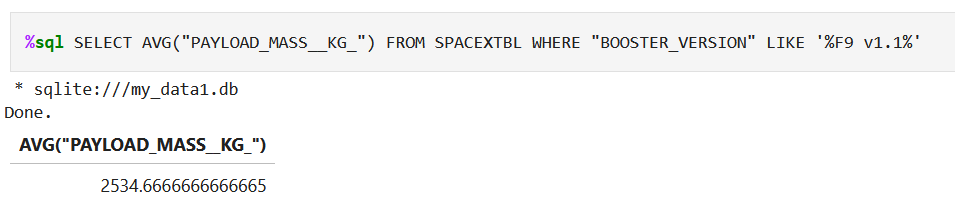 %sql SELECT AVG("PAYLOAD_MASS__KG_") FROM SPACEXTBL WHERE "BOOSTER_VERSION" LIKE '%F9 v1.1%'
* sqlite:///my_data1.db
Done.
AVG("PAYLOAD_MASS__KG_")
2534.6666666666665